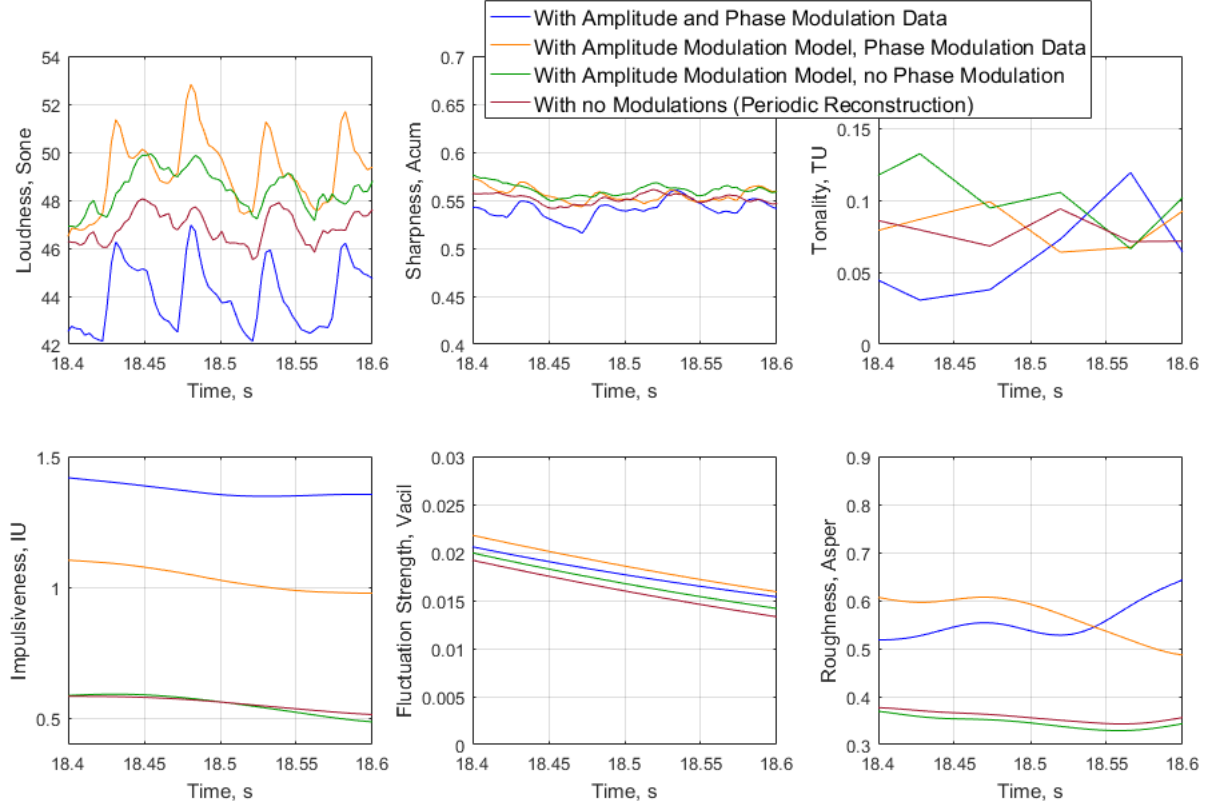 With Amplitude and Phase Modulation Data
With Amplitude Modulation Model, Phase Modulation Data
With Amplitude Modulation Model, no Phase Modulation
With no Modulations (Periodic Reconstruction)
Loudness, Sone
54
52
50
48
46
44
42
18.4 18.45 18.5 18.55 18.6
Time, s
Sharpness, Acum
0.7
0.65
0.6
0.55
0.5
0.45
0.4
18.4 18.45 18.5 18.55 18.6
Time, s
Tonality, TU
0.15
0.1
0.05
0
18.4 18.45 18.5 18.55 18.6
Time, s
Impulsiveness, IU
1.5
1
0.5
18.4 18.45 18.5 18.55 18.6
Time, s
Fluctuation Strength, Vacil
0.03
0.025
0.02
0.015
0.01
0.005
0
18.4 18.45 18.5 18.55 18.6
Time, s
Roughness, Asper
0.9
0.8
0.7
0.6
0.5
0.4
0.3
18.4 18.45 18.5 18.55 18.6
Time, s